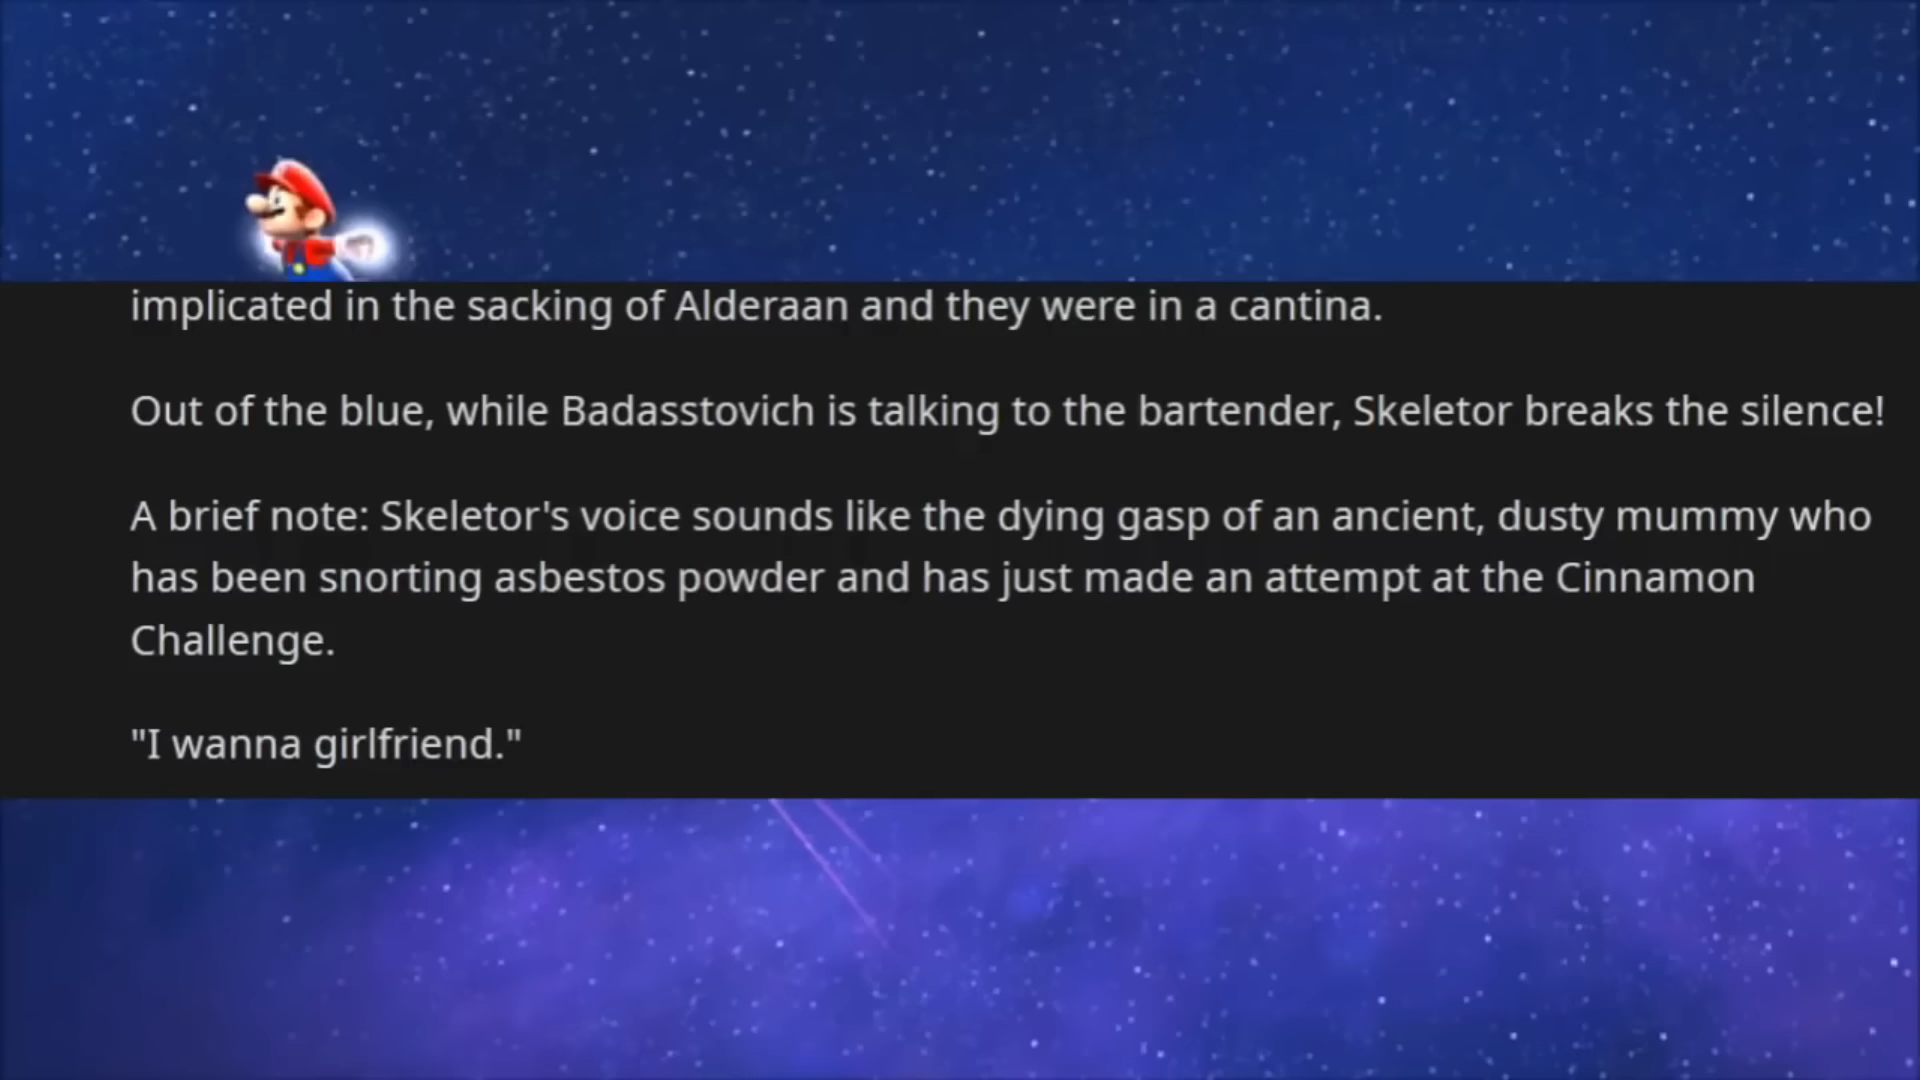 implicated in the sacking of Alderaan and they were in a cantina.
Out of the blue, while Badasstovich is talking to the bartender, Skeletor breaks the silence!
A brief note: Skeletor's voice sounds like the dying gasp of an ancient, dusty mummy who
has been snorting asbestos powder and has just made an attempt at the Cinnamon
Challenge.
"I wanna girlfriend."